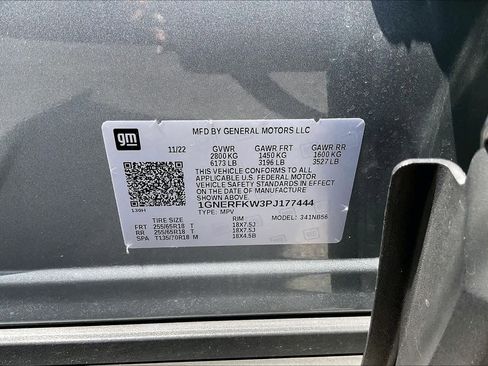 gm
MFD BY GENERAL MOTORS LLC
11/22 GVWR GAWR FRT GAWR RR
2800 KG 1450 KG 1600 KG
6173 LB 3196 LB 3527 LB
THIS VEHICLE CONFORMS TO ALL
APPLICABLE U.S. FEDERAL MOTOR
VEHICLE SAFETY STANDARDS IN EFFECT
ON THE DATE OF MANUFACTURE
1GNERFKW3PJ177444
TYPE: MPV MODEL: 341NB56
TIRE SIZE RIM
FRT 255/65R18 T 18X7.5J
RR 255/65R18 T 18X7.5J
SPA T135/70R18 M 18X4.5B